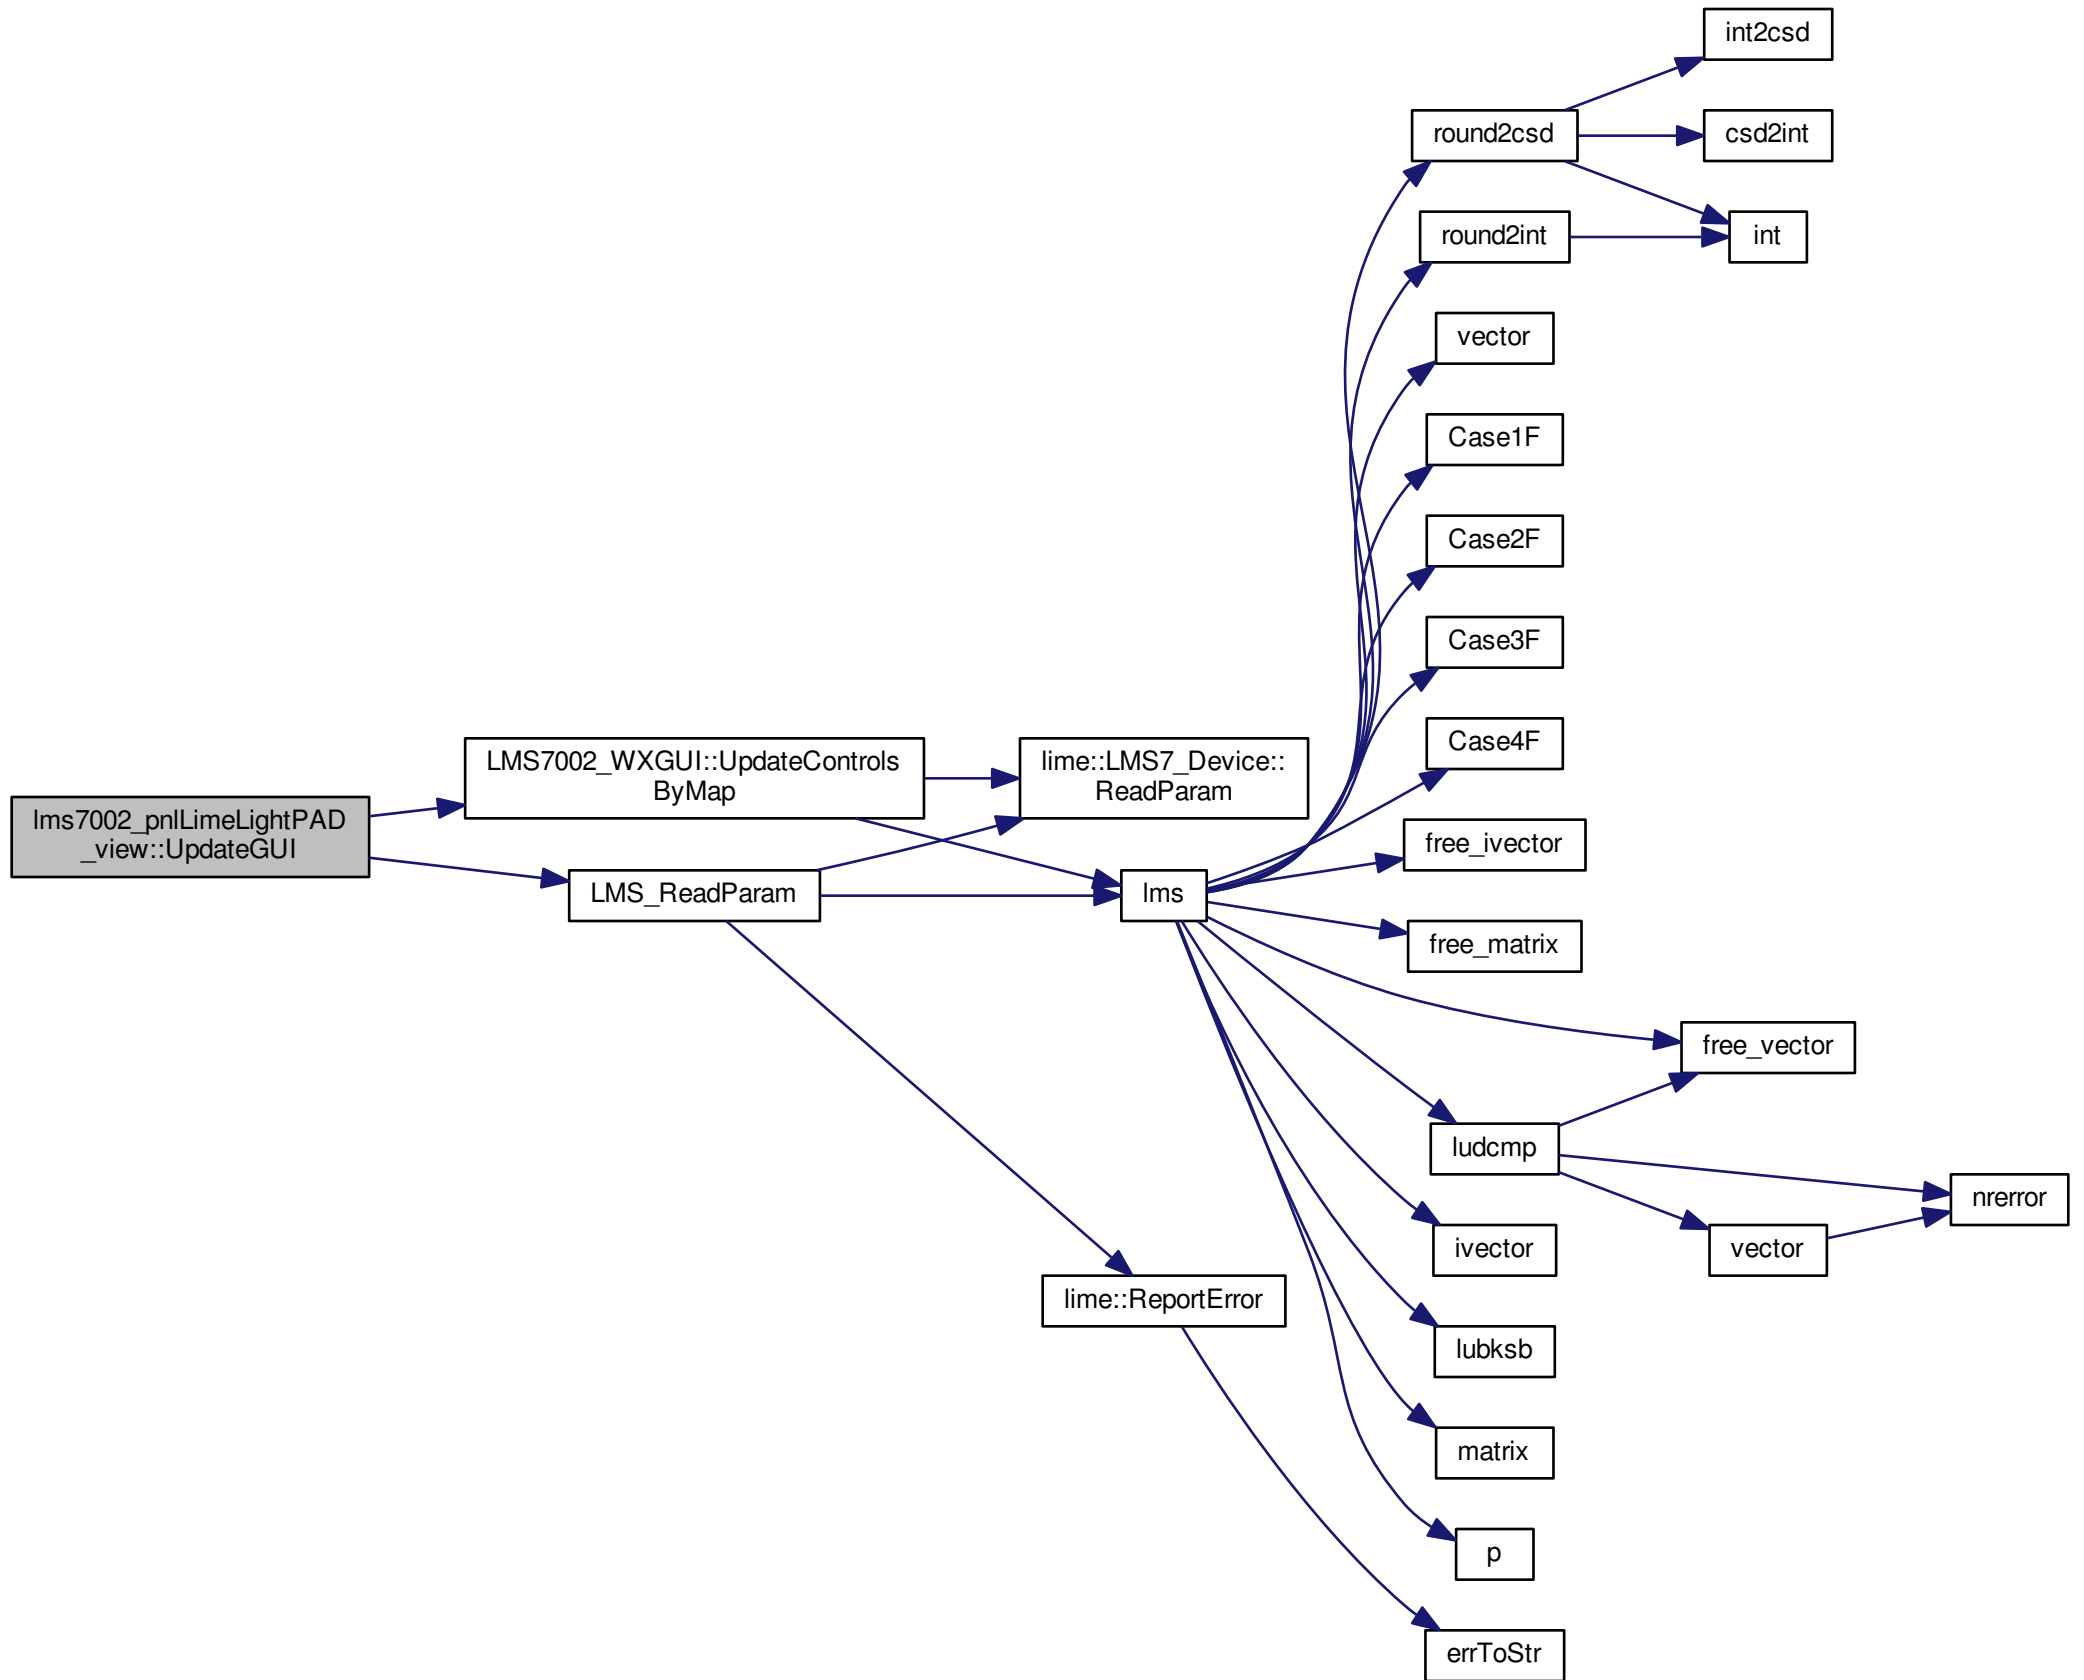 int2csd
round2csd
csd2int
round2int
int
vector
Case1F
Case2F
Case3F
Case4F
LMS7002_WXGUI::UpdateControls
ByMap
lime::LMS7_Device::
ReadParam
lms7002_pnlLimeLightPAD
_view::UpdateGUI
free_ivector
LMS_ReadParam
lms
free_matrix
free_vector
ludcmp
nrerror
ivector
vector
lime::ReportError
lubksb
matrix
p
errToStr